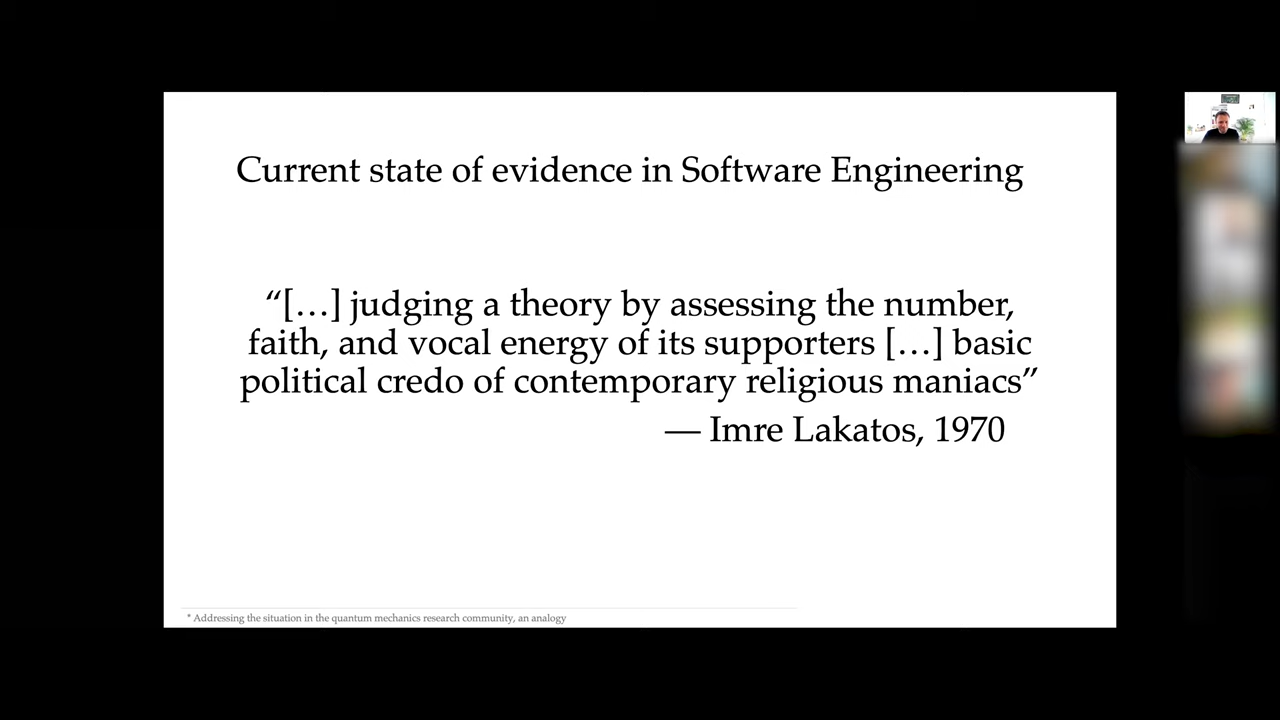 Current state of evidence in Software Engineering
“[…] judging a theory by assessing the number,
faith, and vocal energy of its supporters […] basic
political credo of contemporary religious maniacs”
— Imre Lakatos, 1970
* Addressing the situation in the quantum mechanics research community, an analogy